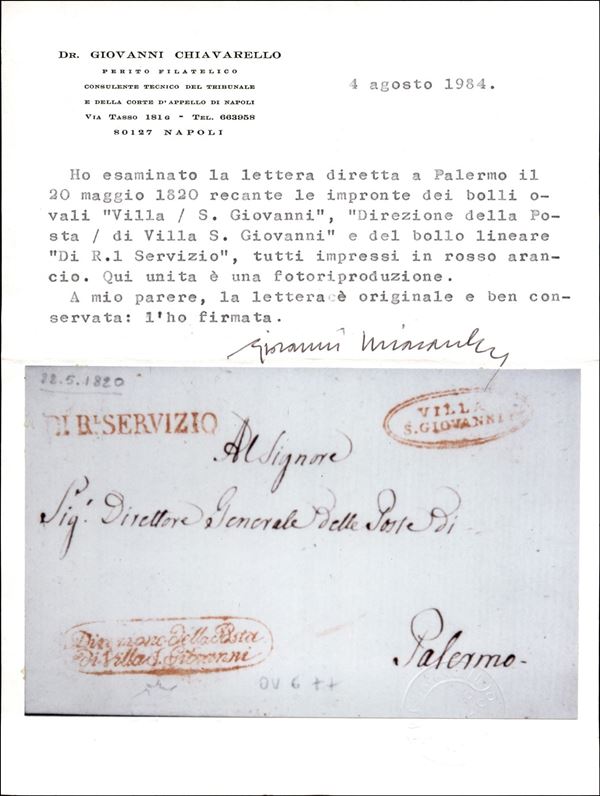 DR. GIOVANNI CHIAVARELLO
PERITO FILATELICO
CONSULENTE TECNICO DEL TRIBUNALE
E DELLA CORTE D'APPELLO DI NAPOLI
VIA TASSO 181G - TEL. 663958
80127 NAPOLI
4 agosto 1984.
Ho esaminato la lettera diretta a Palermo il
20 maggio 1820 recante le impronte dei bolli o-
vali "Villa / S. Giovanni", "Direzione della Po-
sta / di Villa S. Giovanni" e del bollo lineare
"Di R.l Servizio", tutti impressi in rosso aran-
cio. Qui unita è una fotoriproduzione.
A mio parere, la lettera è originale e ben con-
servata: l'ho firmata.
Giovanni Chiavarello
22.5.1820
DI R.L SERVIZIO
VILLA
S. GIOVANNI
Al Signore
Sig.r Direttore Generale delle Poste di
Direzione della Posta
di Villa S. Giovanni
Palermo-
OV 6 ++